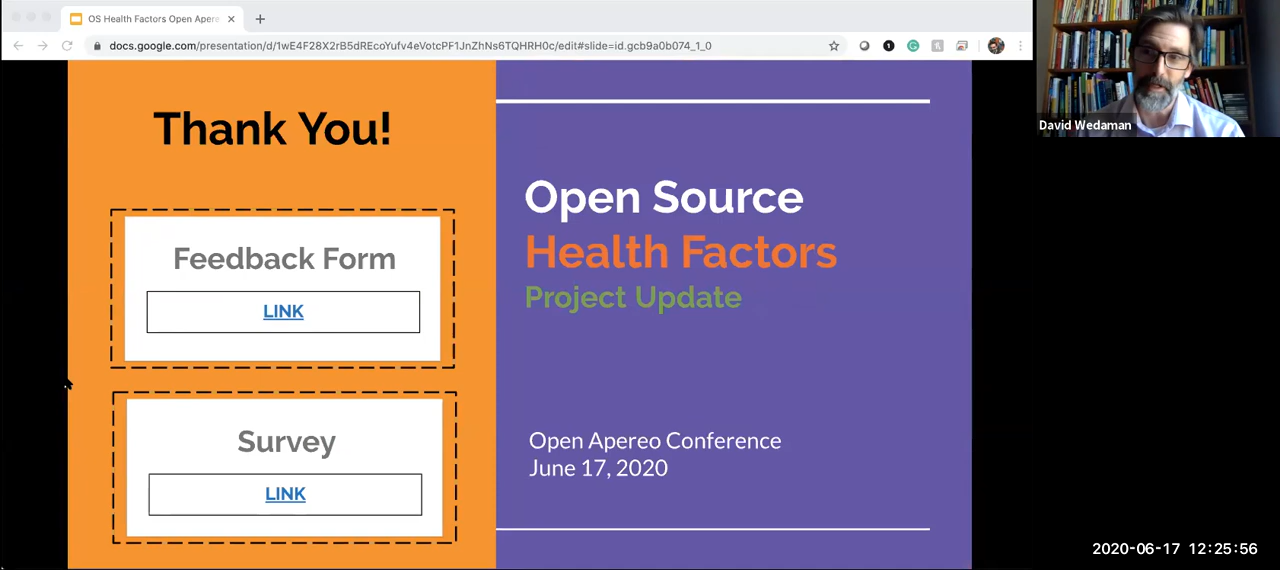 OS Health Factors Open Apere
docs.google.com/presentation/d/1wE4F28X2rB5dREcoYufv4eVotcPF1JnZhNs6TQHRH0c/edit#slide=id.gcb9a0b074_1_0
David Wedaman
Thank You!
Feedback Form
LINK
Survey
LINK
Open Source
Health Factors
Project Update
Open Apereo Conference
June 17, 2020
2020-06-17 12:25:56